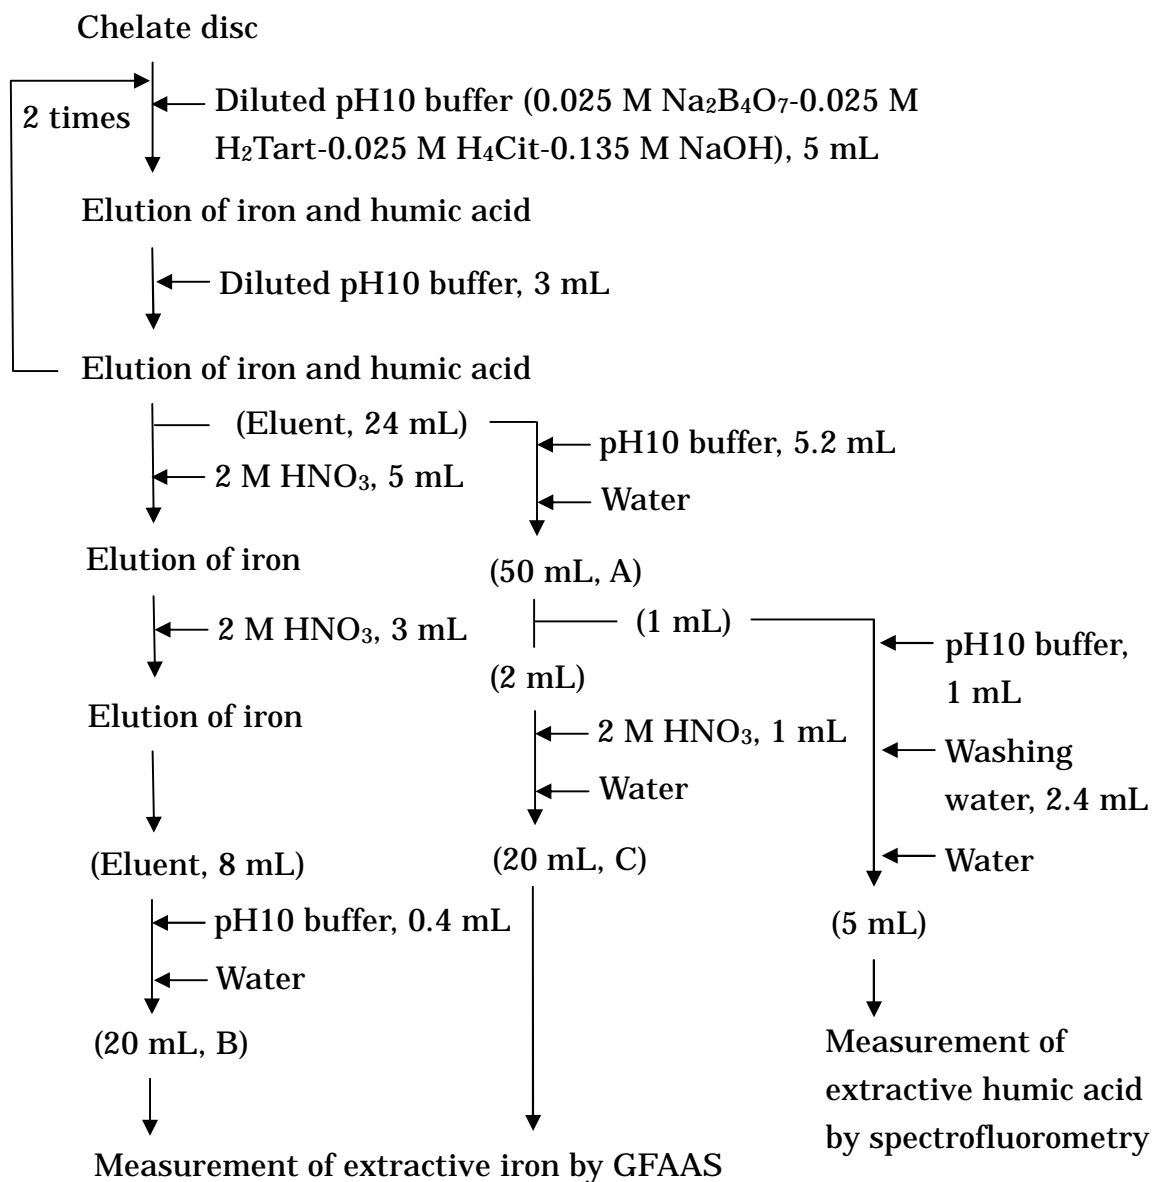 Chelate disc
2 times
Diluted pH10 buffer (0.025 M Na₂B₄O₇-0.025 M
H₂Tart-0.025 M H₄Cit-0.135 M NaOH), 5 mL
Elution of iron and humic acid
Diluted pH10 buffer, 3 mL
Elution of iron and humic acid
(Eluent, 24 mL)
pH10 buffer, 5.2 mL
2 M HNO₃, 5 mL
Water
Elution of iron
(50 mL, A)
2 M HNO₃, 3 mL
(1 mL)
pH10 buffer,
1 mL
(2 mL)
Elution of iron
2 M HNO₃, 1 mL
Washing
water, 2.4 mL
Water
(Eluent, 8 mL)
(20 mL, C)
Water
pH10 buffer, 0.4 mL
(5 mL)
Water
(20 mL, B)
Measurement of
extractive humic acid
by spectrofluorometry
Measurement of extractive iron by GFAAS